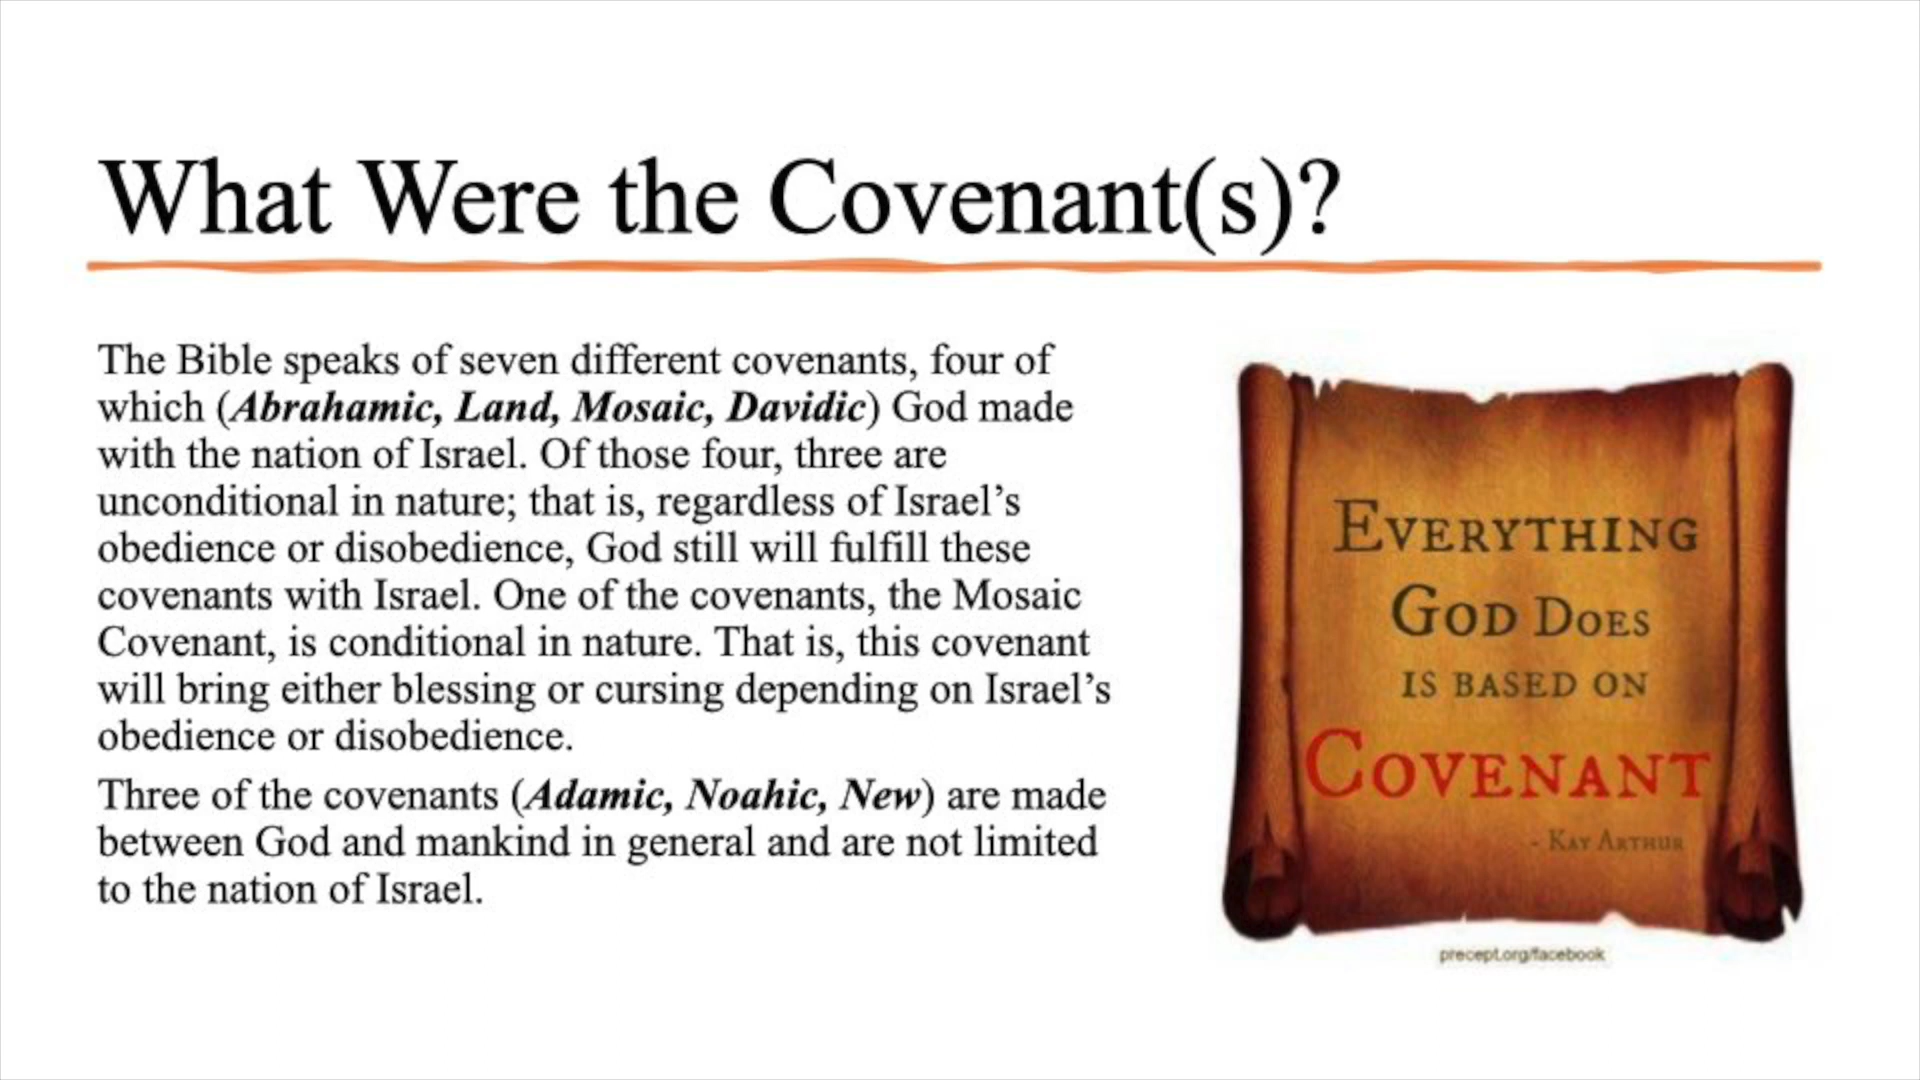 What Were the Covenant(s)?
The Bible speaks of seven different covenants, four of
which (Abrahamic, Land, Mosaic, Davidic) God made
with the nation of Israel. Of those four, three are
unconditional in nature; that is, regardless of Israel’s
obedience or disobedience, God still will fulfill these
covenants with Israel. One of the covenants, the Mosaic
Covenant, is conditional in nature. That is, this covenant
will bring either blessing or cursing depending on Israel’s
obedience or disobedience.
Three of the covenants (Adamic, Noahic, New) are made
between God and mankind in general and are not limited
to the nation of Israel.
EVERYTHING
GOD DOES
IS BASED ON
COVENANT
- KAY ARTHUR
precept.org/facebook